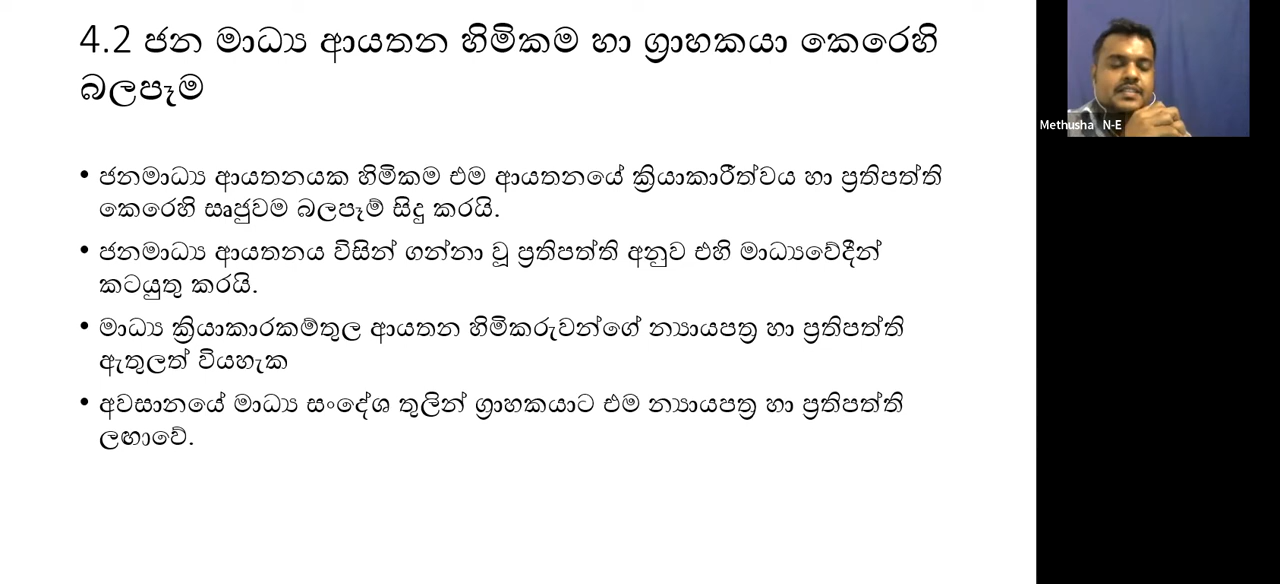 4.2 ජන මාධ්‍ය ආයතන හිමිකම හා ග්‍රාහකයා කෙරෙහි
බලපෑම
• ජනමාධ්‍ය ආයතනයක හිමිකම එම ආයතනයේ ක්‍රියාකාරීත්වය හා ප්‍රතිපත්ති
කෙරෙහි සෘජුවම බලපෑම් සිදු කරයි.
• ජනමාධ්‍ය ආයතනය විසින් ගන්නා වූ ප්‍රතිපත්ති අනුව එහි මාධ්‍යවේදීන්
කටයුතු කරයි.
• මාධ්‍ය ක්‍රියාකාරකම්තුල ආයතන හිමිකරුවන්ගේ න්‍යායපත්‍ර හා ප්‍රතිපත්ති
ඇතුලත් වියහැක
• අවසානයේ මාධ්‍ය සංදේශ තුලින් ග්‍රාහකයාට එම න්‍යායපත්‍ර හා ප්‍රතිපත්ති
ලඟාවේ.
Methusha N-E